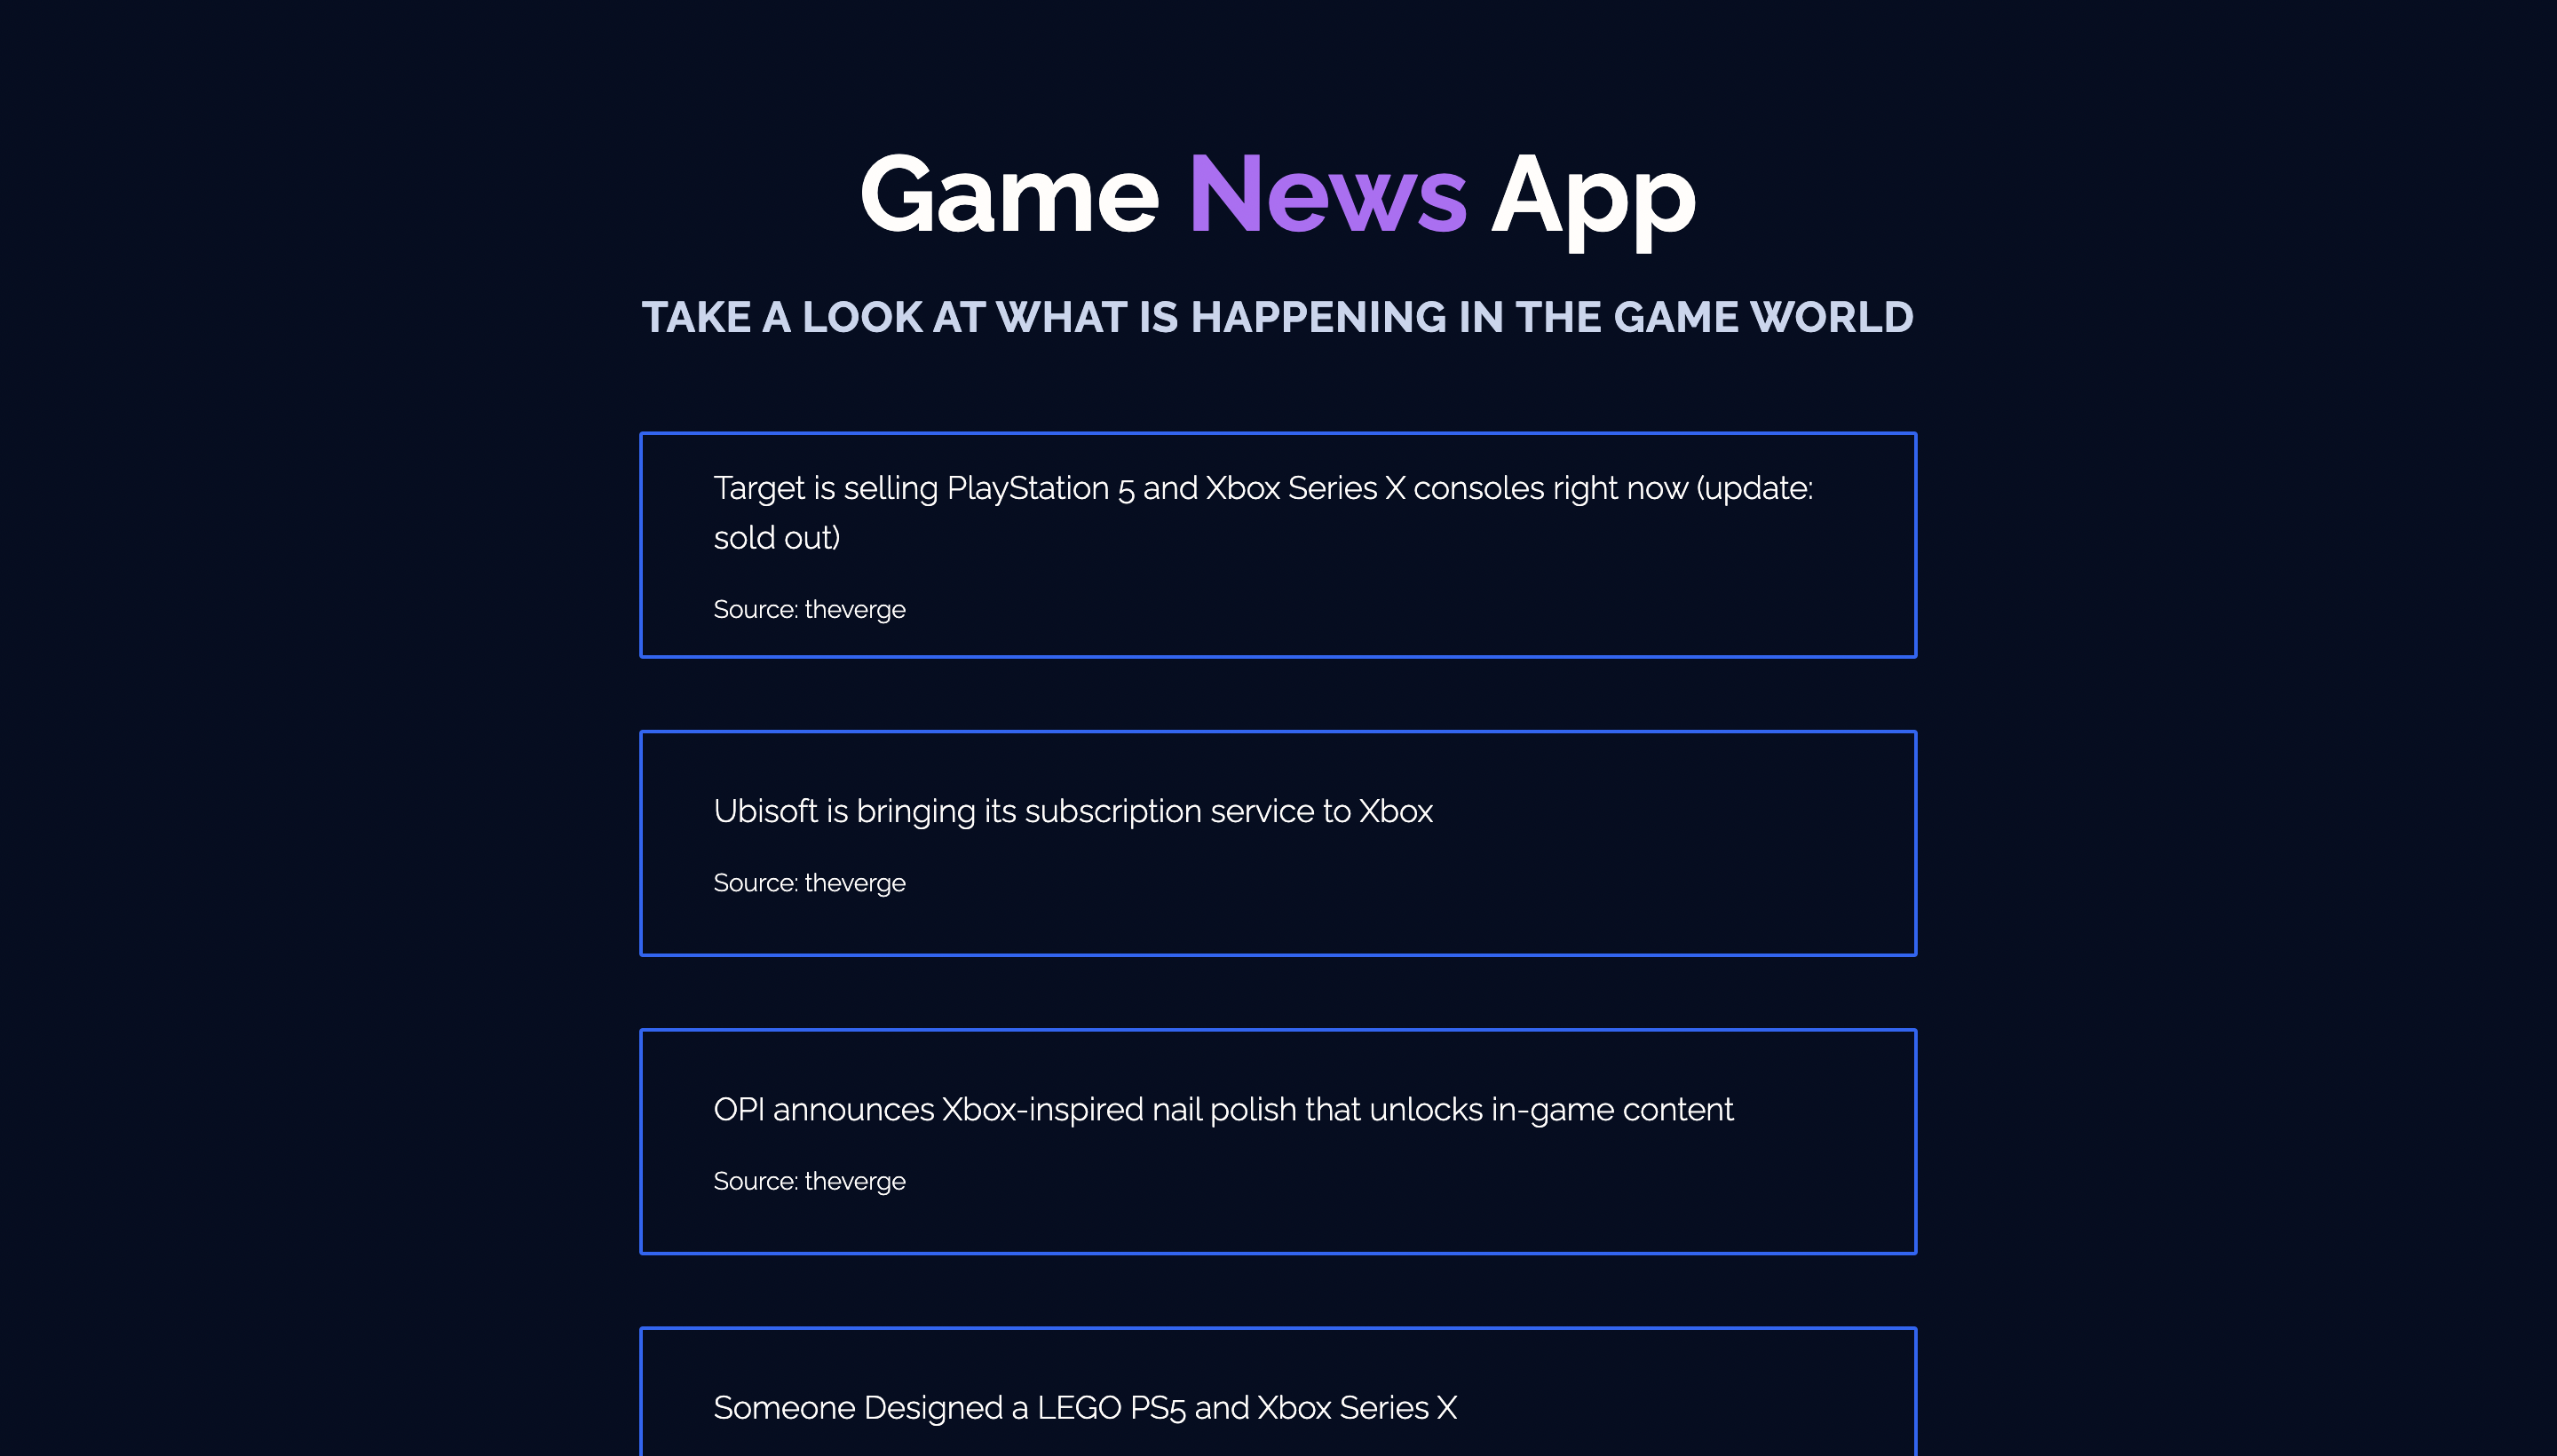 Game News App
TAKE A LOOK AT WHAT IS HAPPENING IN THE GAME WORLD
Target is selling PlayStation 5 and Xbox Series X consoles right now (update:
sold out)
Source: theverge
Ubisoft is bringing its subscription service to Xbox
Source: theverge
OPI announces Xbox-inspired nail polish that unlocks in-game content
Source: theverge
Someone Designed a LEGO PS5 and Xbox Series X